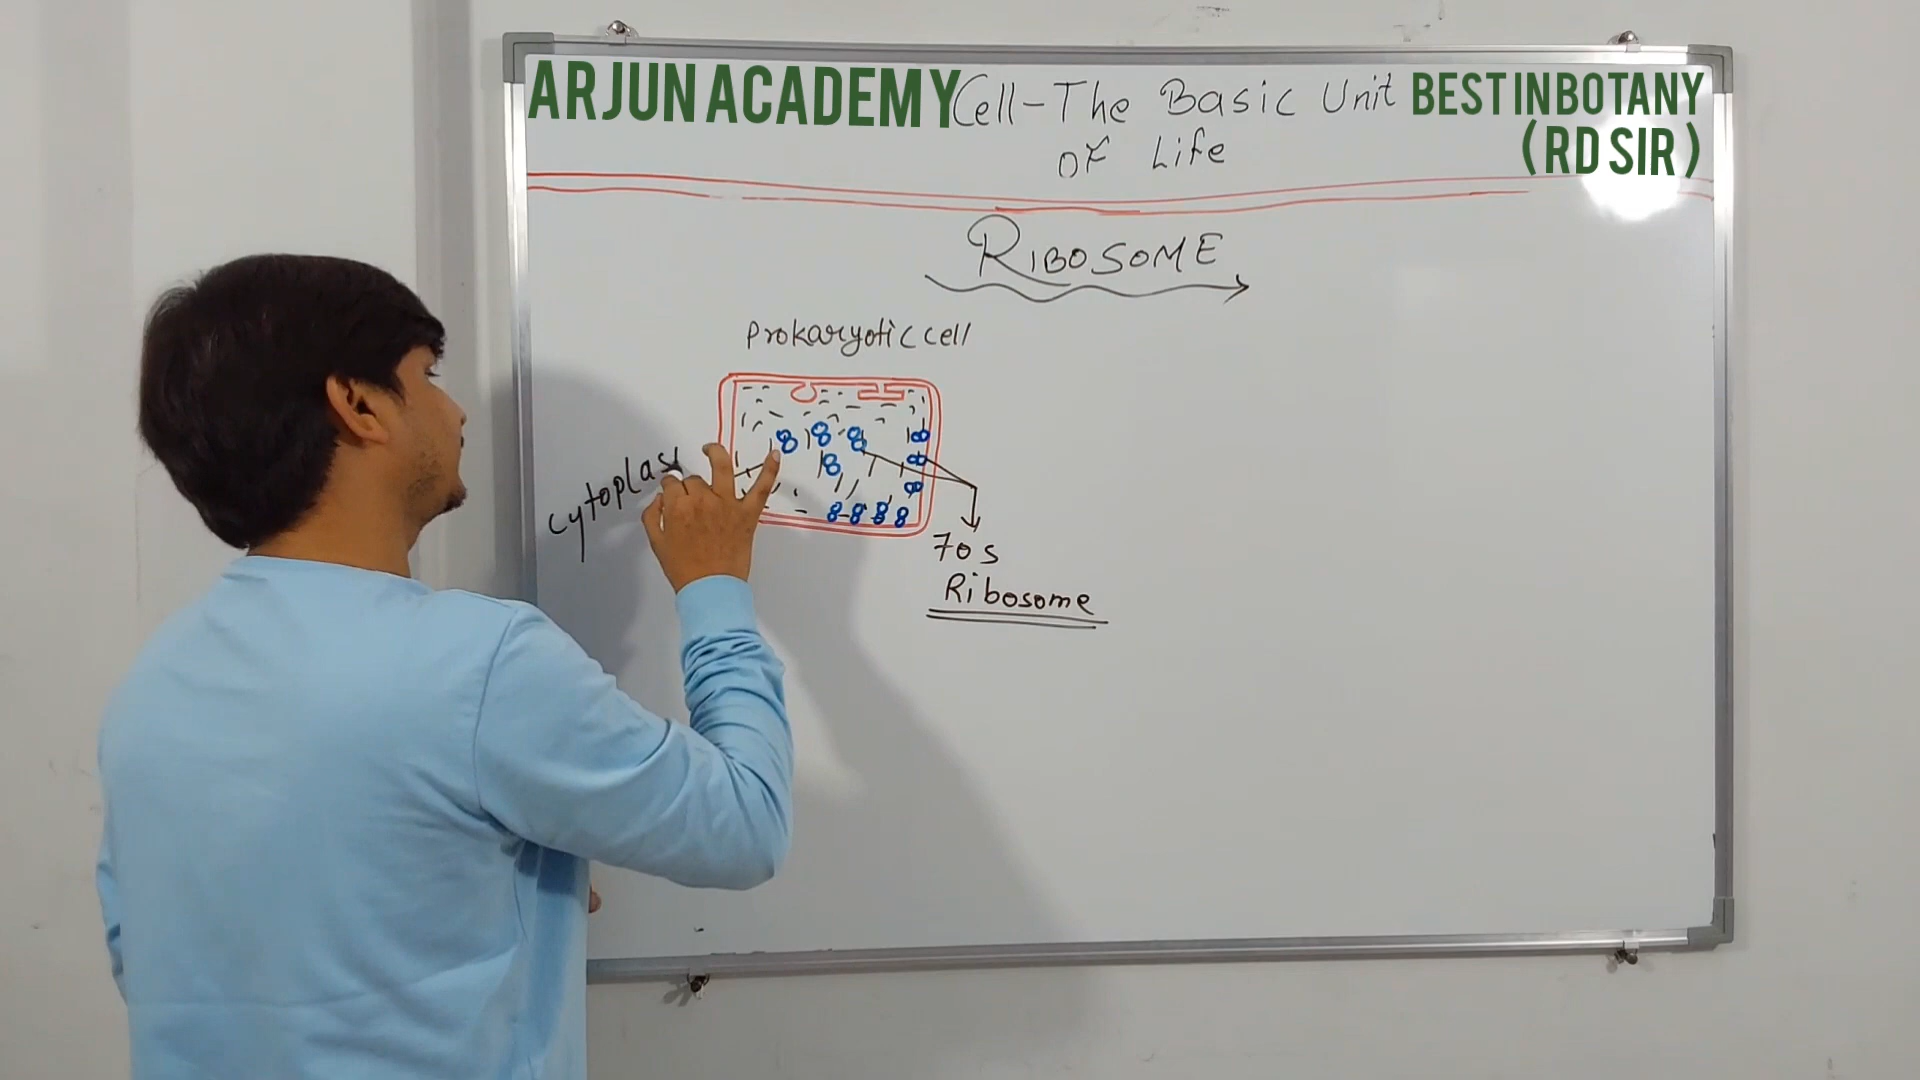 ARJUN ACADEMY
Cell-The Basic Unit
of Life
BEST IN BOTANY
(RD SIR)
RIBOSOME
Prokaryotic cell
cytoplas
70s
Ribosome